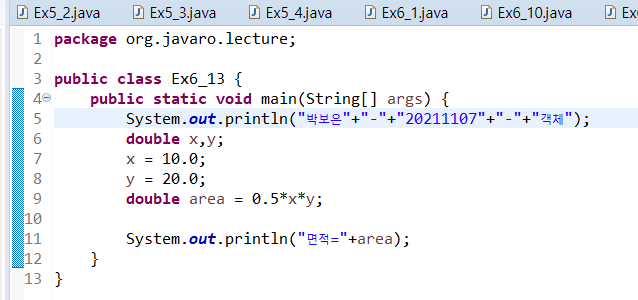 Ex5_2.java Ex5_3.java Ex5_4.java Ex6_1.java Ex6_10.java Ex
1 package org.javaro.lecture;
2
3 public class Ex6_13 {
4 public static void main(String[] args) {
5 System.out.println("박보은"+"-"+"20211107"+"-"+"객체");
6 double x,y;
7 x = 10.0;
8 y = 20.0;
9 double area = 0.5*x*y;
10
11 System.out.println("면적="+area);
12 }
13 }